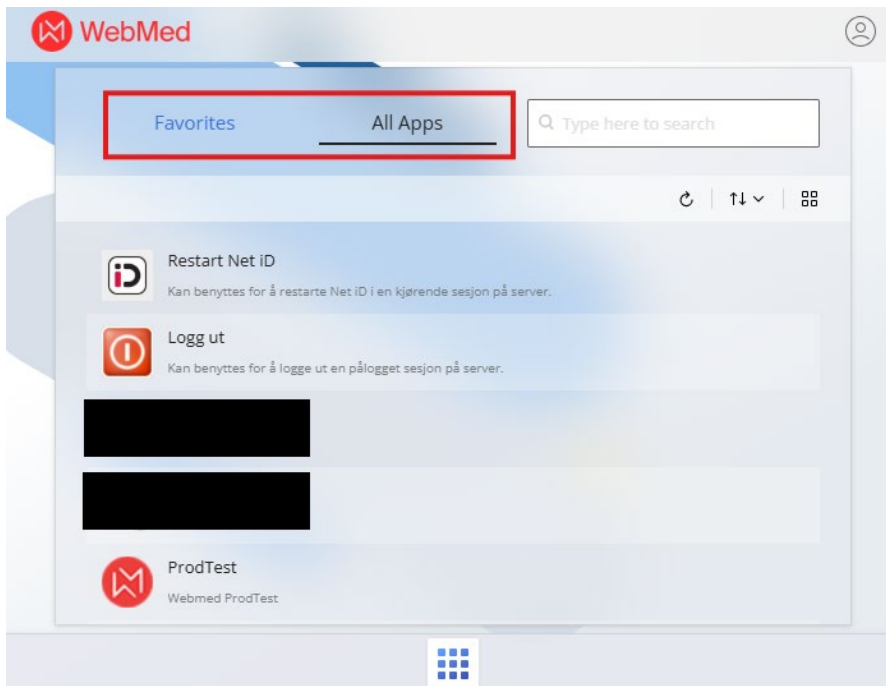 WebMed
Favorites
All Apps
Type here to search
Restart Net iD
Kan benyttes for å restarte Net iD i en kjørende sesjon på server.
Logg ut
Kan benyttes for å logge ut en pålogget sesjon på server.
ProdTest
Webmed ProdTest